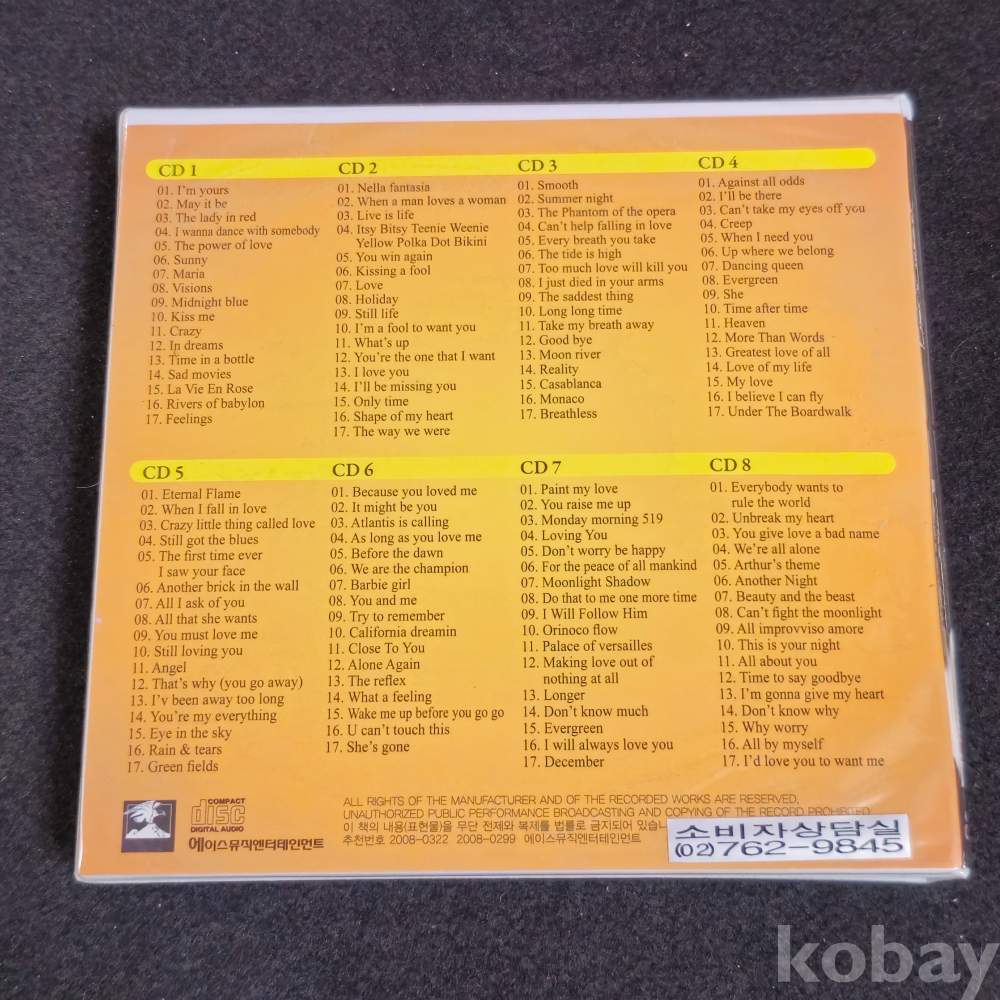 CD 1
01. I'm yours
02. May it be
03. The lady in red
04. I wanna dance with somebody
05. The power of love
06. Sunny
07. Maria
08. Visions
09. Midnight blue
10. Kiss me
11. Crazy
12. In dreams
13. Time in a bottle
14. Sad movies
15. La Vie En Rose
16. Rivers of babylon
17. Feelings
CD 2
01. Nella fantasia
02. When a man loves a woman
03. Live is life
04. Itsy Bitsy Teenie Weenie
Yellow Polka Dot Bikini
05. You win again
06. Kissing a fool
07. Love
08. Holiday
09. Still life
10. I'm a fool to want you
11. What's up
12. You're the one that I want
13. I love you
14. I'll be missing you
15. Only time
16. Shape of my heart
17. The way we were
CD 3
01. Smooth
02. Summer night
03. The Phantom of the opera
04. Can't help falling in love
05. Every breath you take
06. The tide is high
07. Too much love will kill you
08. I just died in your arms
09. The saddest thing
10. Long long time
11. Take my breath away
12. Good bye
13. Moon river
14. Reality
15. Casablanca
16. Monaco
17. Breathless
CD 4
01. Against all odds
02. I'll be there
03. Can't take my eyes off you
04. Creep
05. When I need you
06. Up where we belong
07. Dancing queen
08. Evergreen
09. She
10. Time after time
11. Heaven
12. More Than Words
13. Greatest love of all
14. Love of my life
15. My love
16. I believe I can fly
17. Under The Boardwalk
CD 5
01. Eternal Flame
02. When I fall in love
03. Crazy little thing called love
04. Still got the blues
05. The first time ever
I saw your face
06. Another brick in the wall
07. All I ask of you
08. All that she wants
09. You must love me
10. Still loving you
11. Angel
12. That's why (you go away)
13. I'v been away too long
14. You're my everything
15. Eye in the sky
16. Rain & tears
17. Green fields
CD 6
01. Because you loved me
02. It might be you
03. Atlantis is calling
04. As long as you love me
05. Before the dawn
06. We are the champion
07. Barbie girl
08. You and me
09. Try to remember
10. California dreamin
11. Close To You
12. Alone Again
13. The reflex
14. What a feeling
15. Wake me up before you go go
16. U can't touch this
17. She's gone
CD 7
01. Paint my love
02. You raise me up
03. Monday morning 519
04. Loving You
05. Don't worry be happy
06. For the peace of all mankind
07. Moonlight Shadow
08. Do that to me one more time
09. I Will Follow Him
10. Orinoco flow
11. Palace of versailles
12. Making love out of
nothing at all
13. Longer
14. Don't know much
15. Evergreen
16. I will always love you
17. December
CD 8
01. Everybody wants to
rule the world
02. Unbreak my heart
03. You give love a bad name
04. We're all alone
05. Arthur's theme
06. Another Night
07. Beauty and the beast
08. Can't fight the moonlight
09. All improvviso amore
10. This is your night
11. All about you
12. Time to say goodbye
13. I'm gonna give my heart
14. Don't know why
15. Why worry
16. All by myself
17. I'd love you to want me
COMPACT
disc
DIGITAL AUDIO
에이스뮤직엔터테인먼트
ALL RIGHTS OF THE MANUFACTURER AND OF THE RECORDED WORKS ARE RESERVED,
UNAUTHORIZED PUBLIC PERFORMANCE BROADCASTING AND COPYING OF THE RECORD PROHIBITED
이 책의 내용(표현물)을 무단 전제와 복제를 법률로 금지되어 있습니
추천번호 2008-0322 2008-0299 에이스뮤직엔터테인먼트
소비자상담실
(02)762-9845
kobay